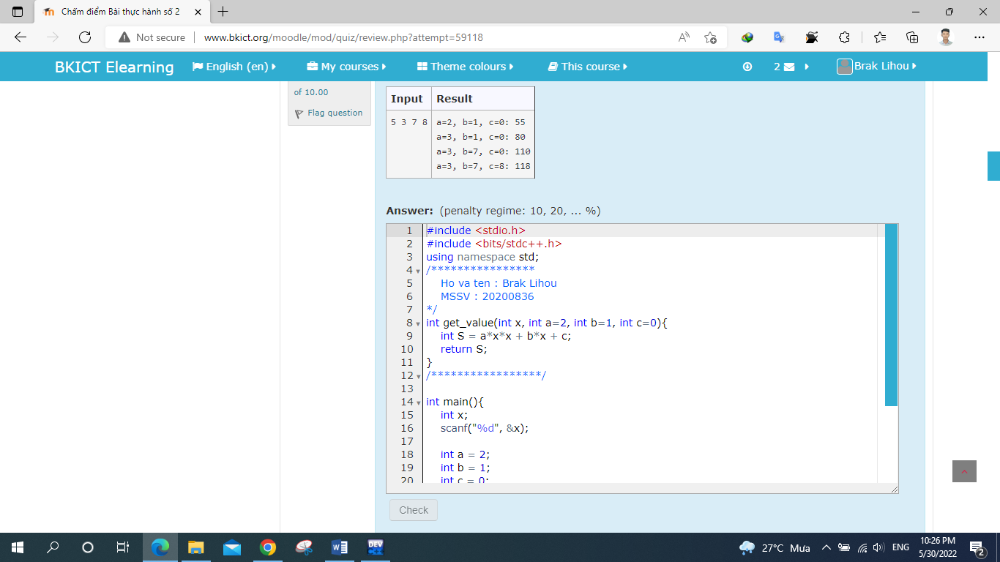 Chấm điểm Bài thực hành số 2
Not secure | www.bkict.org/moodle/mod/quiz/review.php?attempt=59118
BKICT Elearning English (en) My courses Theme colours This course 2 Brak Lihou
of 10.00
Flag question
Input Result
5 3 7 8 a=2, b=1, c=0: 55
a=3, b=1, c=0: 80
a=3, b=7, c=0: 110
a=3, b=7, c=8: 118
Answer: (penalty regime: 10, 20, ... %)
1 #include <stdio.h>
2 #include <bits/stdc++.h>
3 using namespace std;
4 /****************
5 Ho va ten : Brak Lihou
6 MSSV : 20200836
7 */
8 int get_value(int x, int a=2, int b=1, int c=0){
9 int S = a*x*x + b*x + c;
10 return S;
11 }
12 /*****************/
13
14 int main(){
15 int x;
16 scanf("%d", &x);
17
18 int a = 2;
19 int b = 1;
20 int c = 0;
Check
W DEV
27°C Mưa ENG 10:26 PM
5/30/2022 2